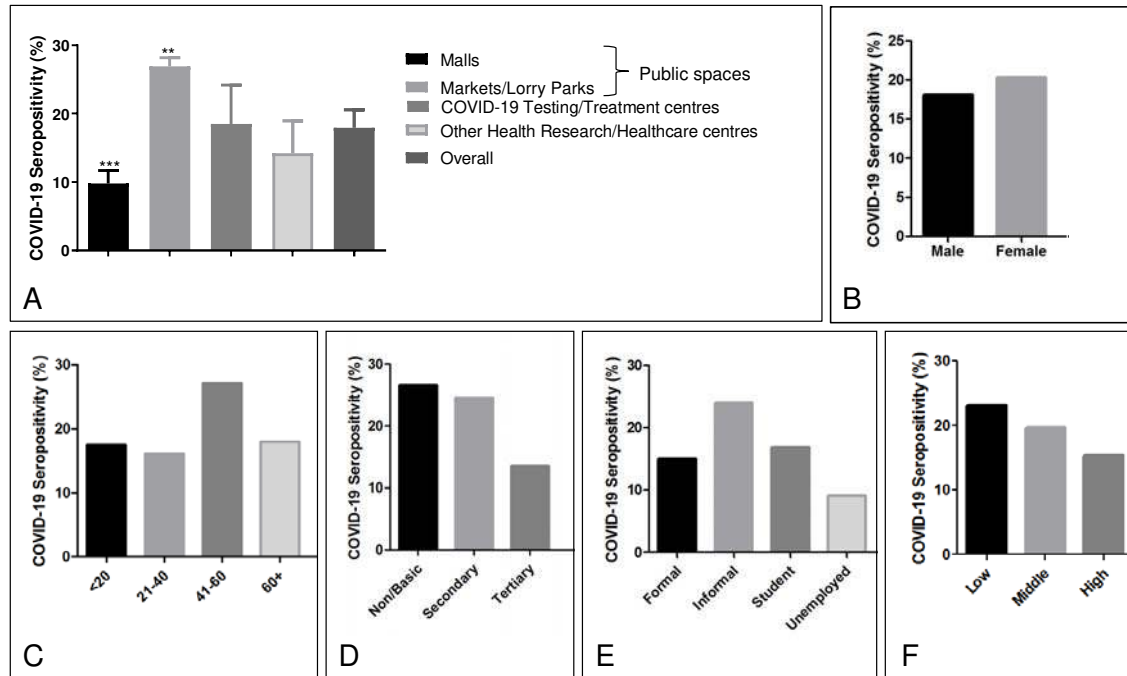 COVID-19 Seropositivity (%)
30
20
10
0
***
**
Malls
Markets/Lorry Parks
Public spaces
COVID-19 Testing/Treatment centres
Other Health Research/Healthcare centres
Overall
A
COVID-19 Seropositivity (%)
25
20
15
10
5
0
Male Female
B
COVID-19 Seropositivity (%)
30
20
10
0
<20 21-40 41-60 60+
C
COVID-19 Seropositivity (%)
30
20
10
0
Non/Basic Secondary Tertiary
D
COVID-19 Seropositivity (%)
30
20
10
0
Formal Informal Student Unemployed
E
COVID-19 Seropositivity (%)
30
20
10
0
Low Middle High
F